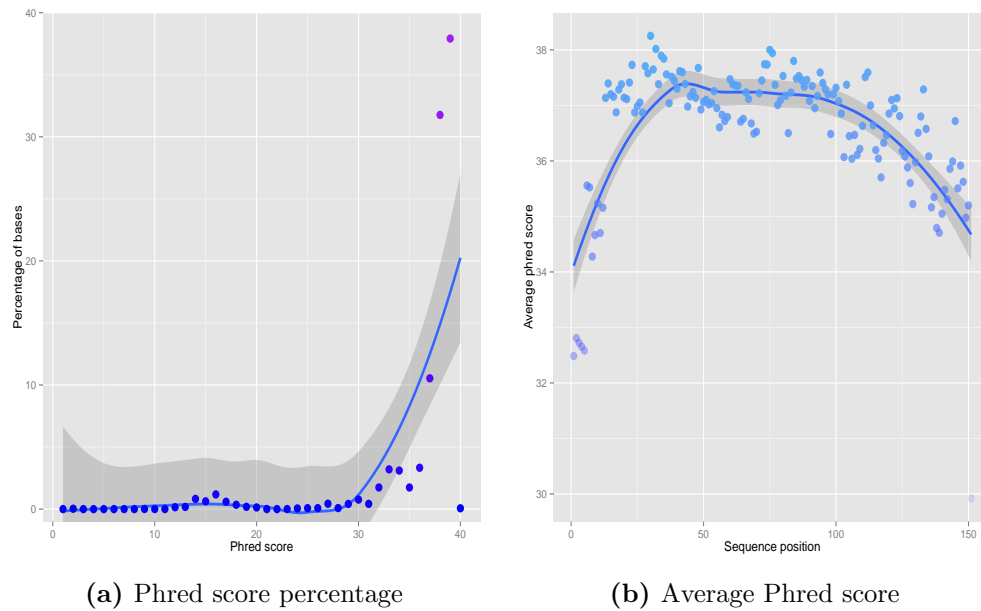 40
30
20
10
0
Percentage of bases
0 10 20 30 40
Phred score
(a) Phred score percentage
38
36
34
32
30
Average phred score
0 50 100 150
Sequence position
(b) Average Phred score